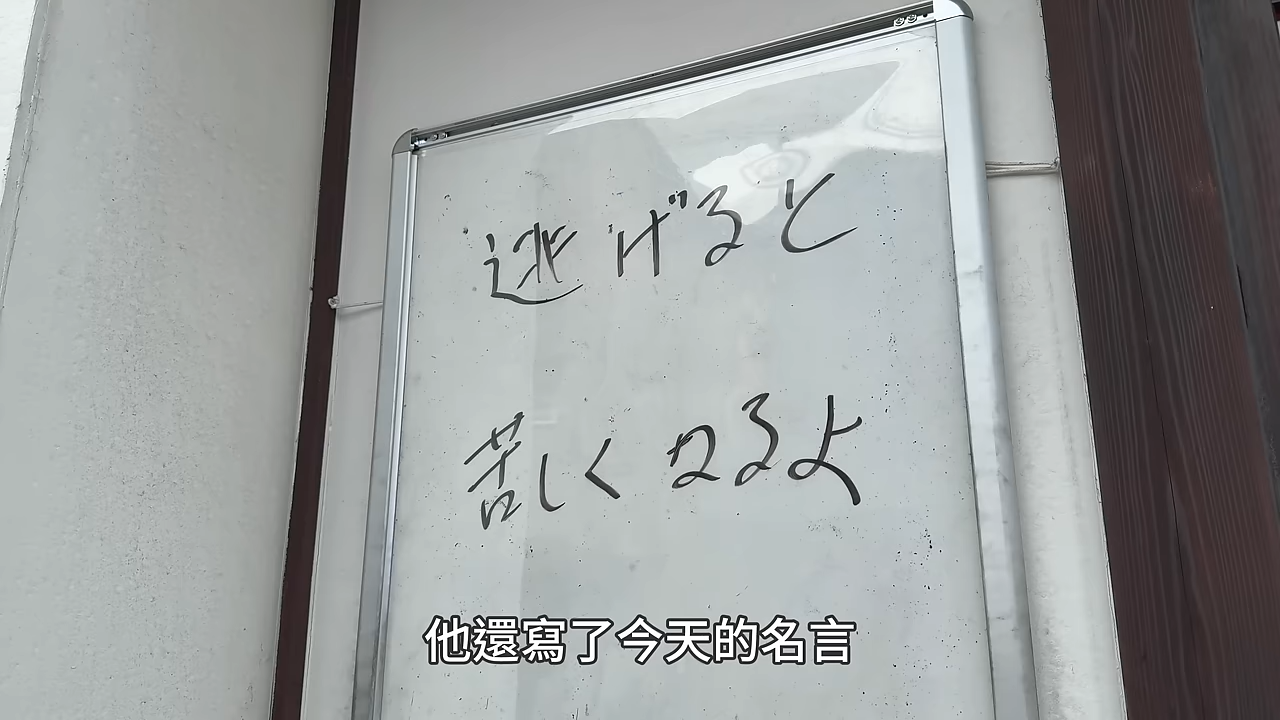 逃げると
苦しくなるよ
他還寫了今天的名言